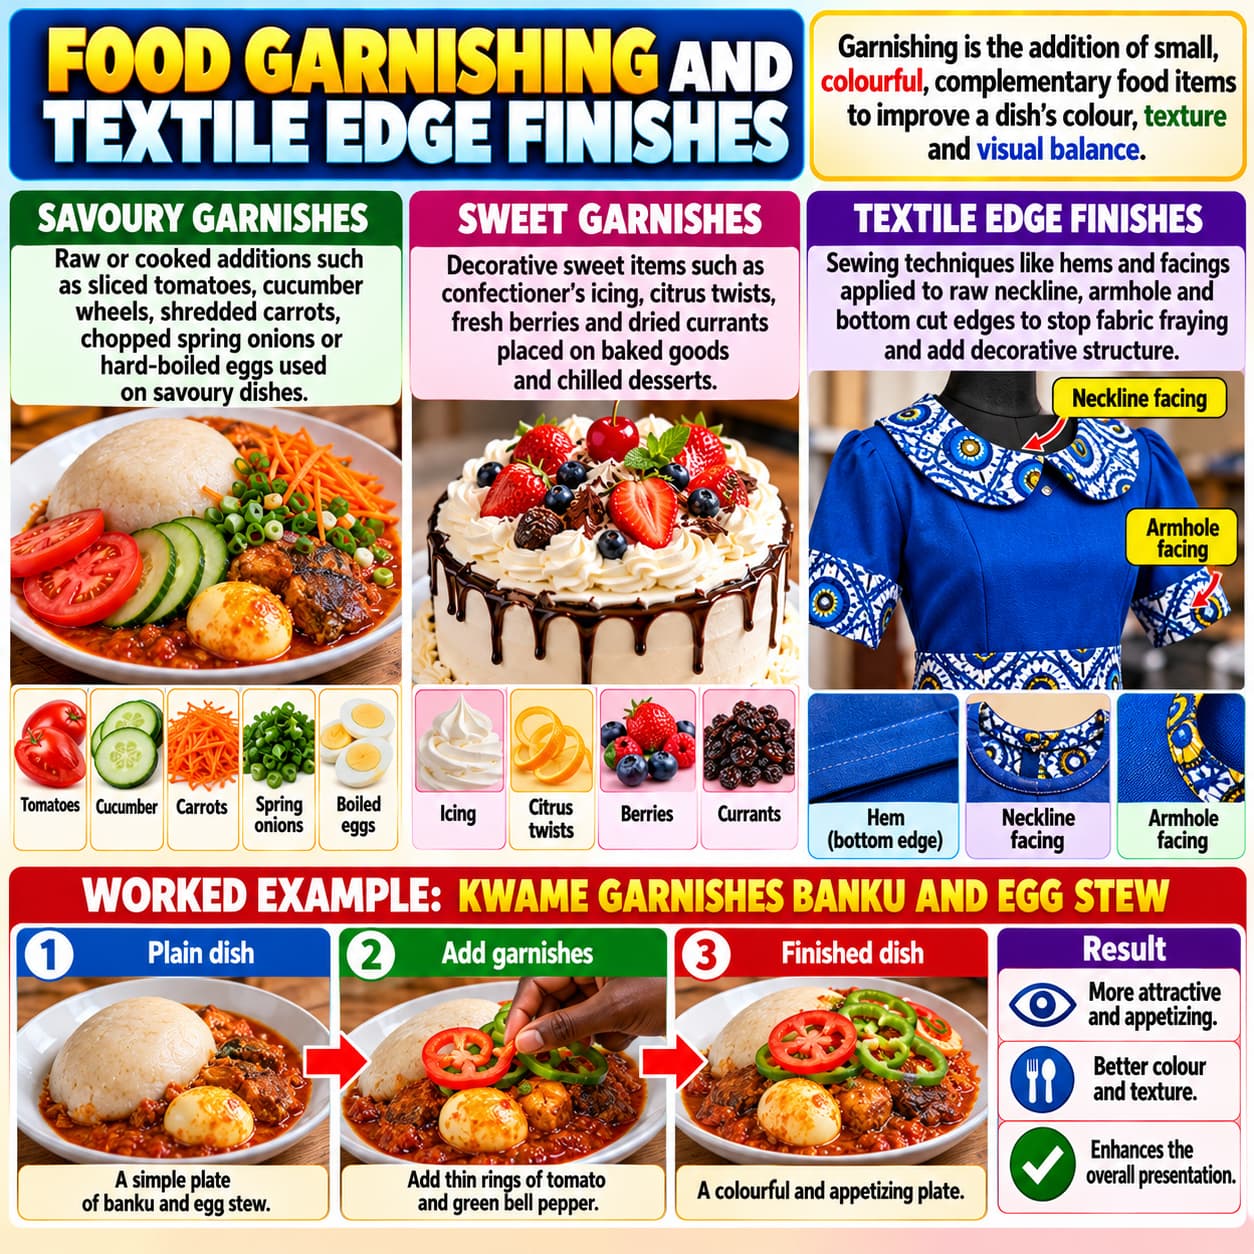 FOOD GARNISHING AND
TEXTILE EDGE FINISHES
Garnishing is the addition of small,
colourful, complementary food items
to improve a dish's colour, texture
and visual balance.
SAVOURY GARNISHES
Raw or cooked additions such
as sliced tomatoes, cucumber
wheels, shredded carrots,
chopped spring onions or
hard-boiled eggs used
on savoury dishes.
Tomatoes
Cucumber
Carrots
Spring
onions
Boiled
eggs
SWEET GARNISHES
Decorative sweet items such as
confectioner's icing, citrus twists,
fresh berries and dried currants
placed on baked goods
and chilled desserts.
Icing
Citrus
twists
Berries
Currants
TEXTILE EDGE FINISHES
Sewing techniques like hems and facings
applied to raw neckline, armhole and
bottom cut edges to stop fabric fraying
and add decorative structure.
Neckline facing
Armhole
facing
Hem
(bottom edge)
Neckline
facing
Armhole
facing
WORKED EXAMPLE: KWAME GARNISHES BANKU AND EGG STEW
1 Plain dish
A simple plate
of banku and egg stew.
2 Add garnishes
Add thin rings of tomato
and green bell pepper.
3 Finished dish
A colourful and appetizing plate.
Result
More attractive
and appetizing.
Better colour
and texture.
Enhances the
overall presentation.